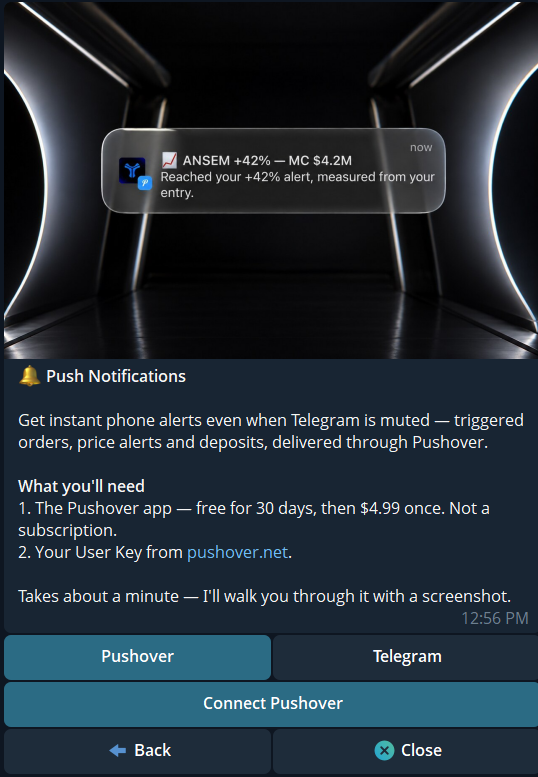 now
📈 ANSEM +42% — MC $4.2M
Reached your +42% alert, measured from your
entry.
🔔 Push Notifications
Get instant phone alerts even when Telegram is muted — triggered
orders, price alerts and deposits, delivered through Pushover.
What you'll need
1. The Pushover app — free for 30 days, then $4.99 once. Not a
subscription.
2. Your User Key from pushover.net.
Takes about a minute — I'll walk you through it with a screenshot.
12:56 PM
Pushover
Telegram
Connect Pushover
Back
Close